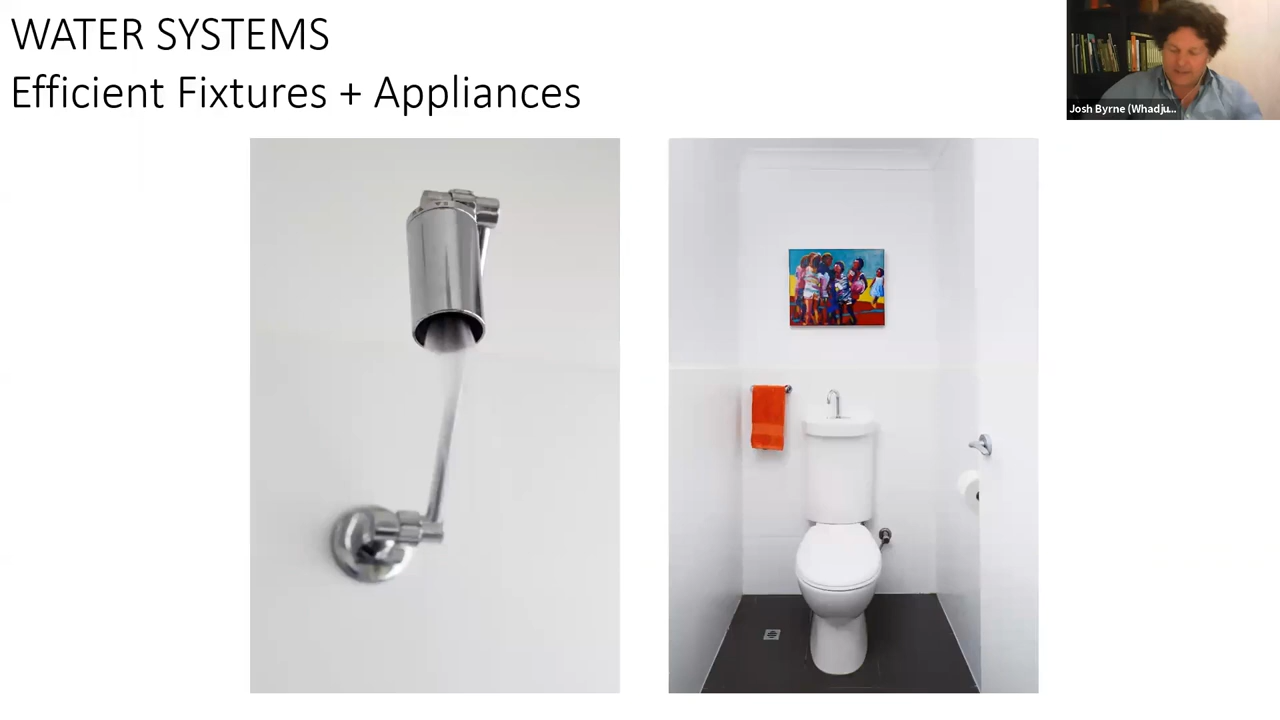 WATER SYSTEMS
Efficient Fixtures + Appliances
Josh Byrne (Whadju...